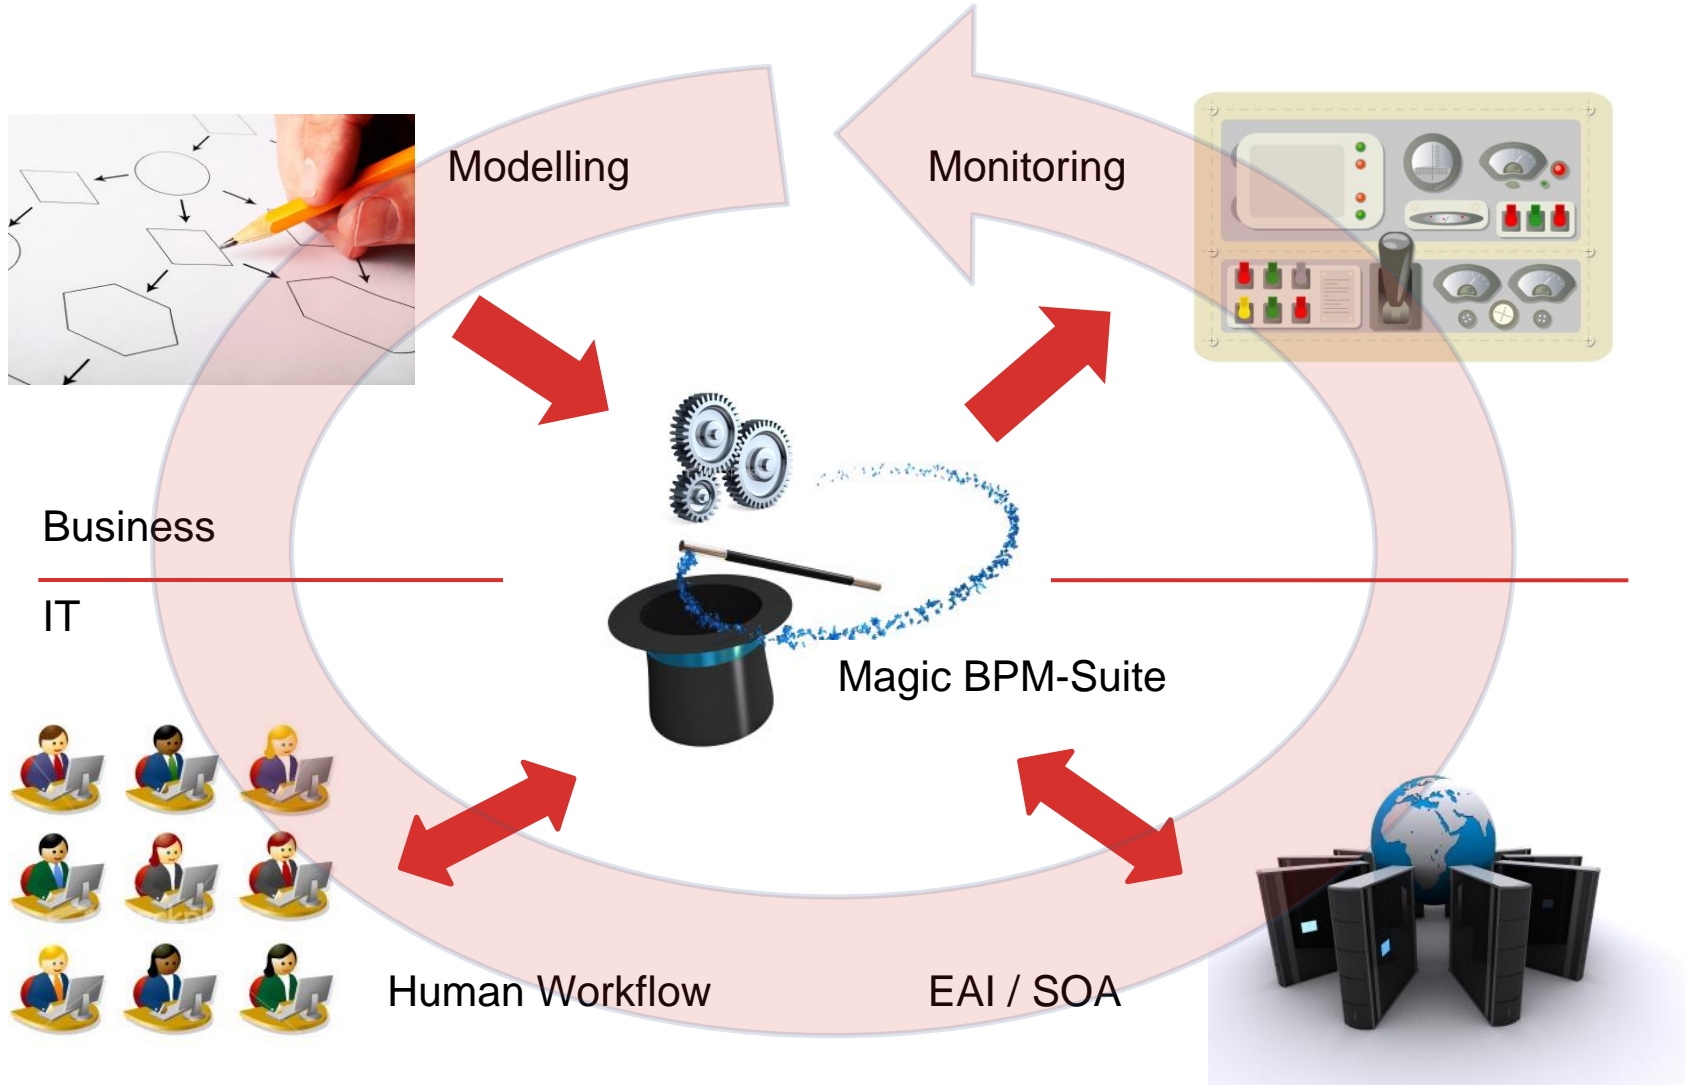 Modelling
Monitoring
Business
IT
Magic BPM-Suite
Human Workflow
EAI / SOA